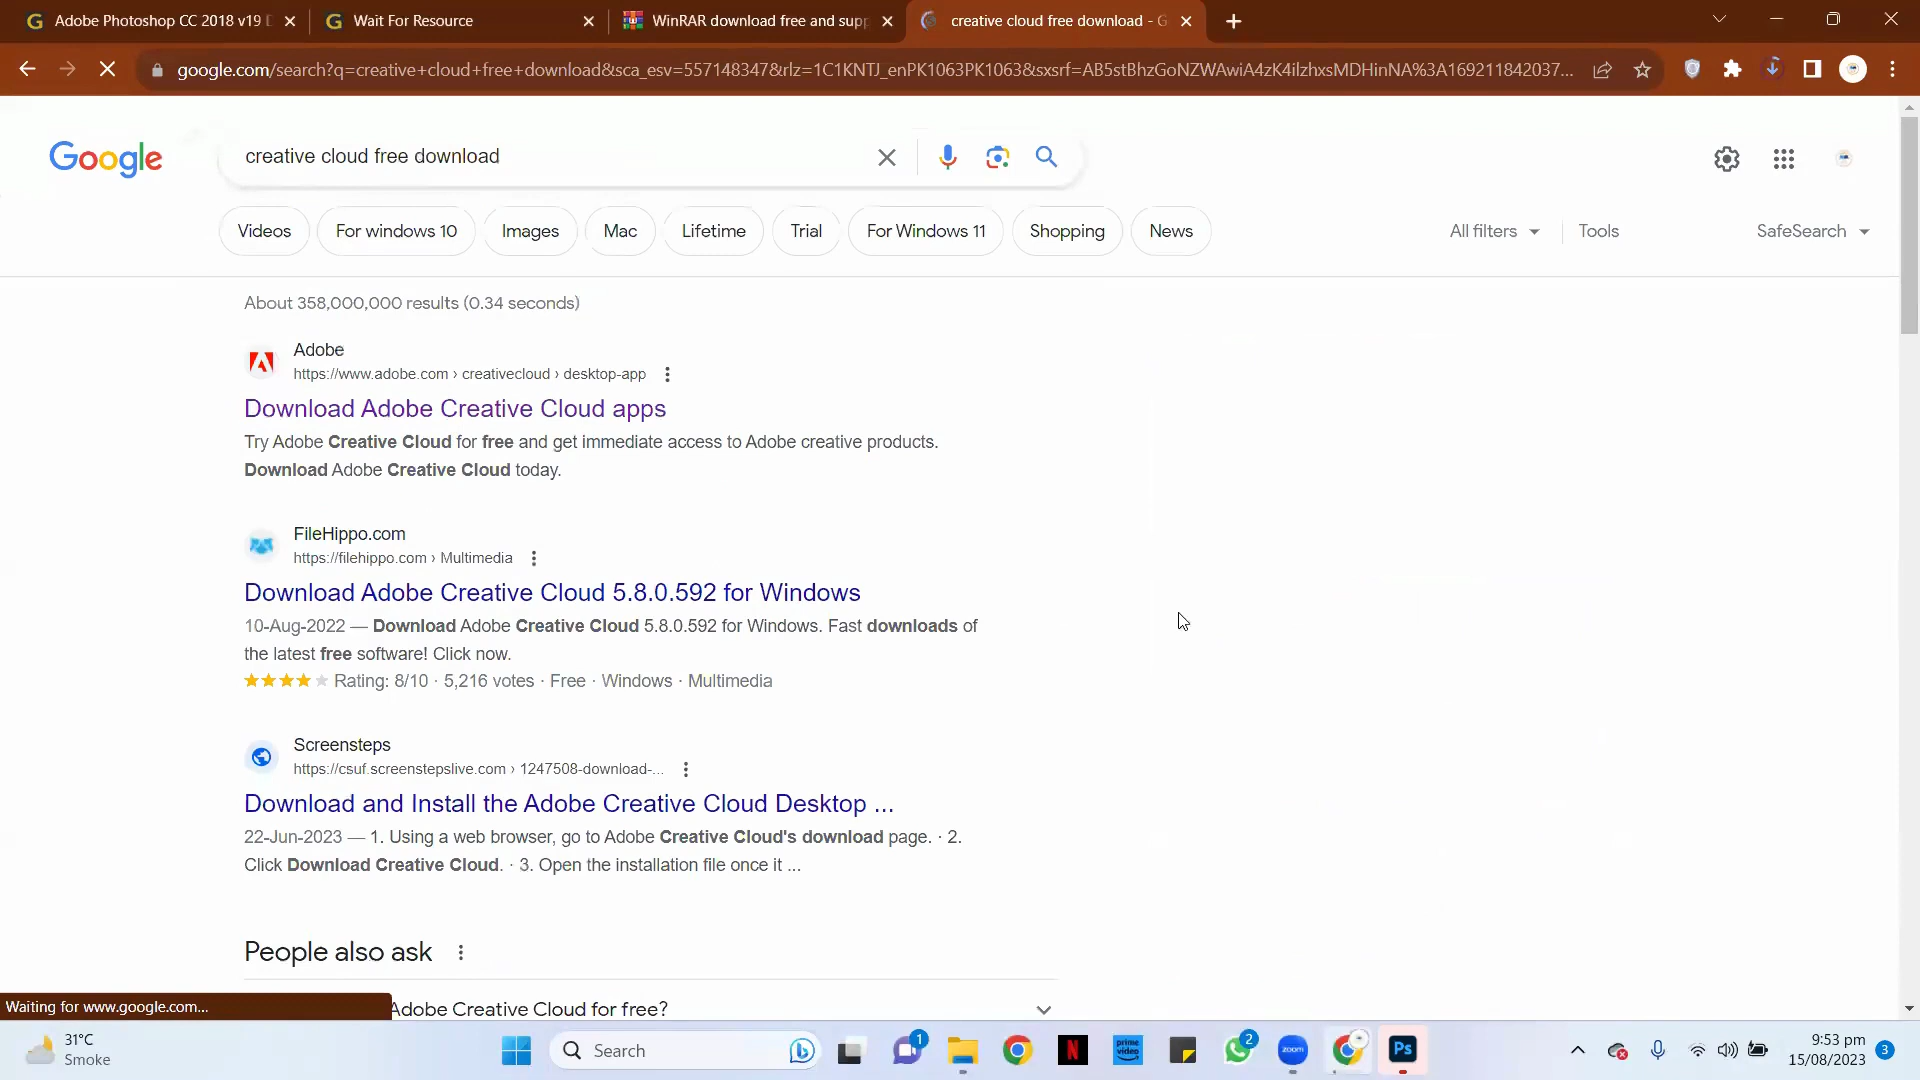 Adobe Photoshop CC 2018 v19
Wait For Resource
WinRAR download free and supp
creative cloud free download - G
google.com/search?q=creative+cloud+free+download&sca_esv=557148347&rlz=1C1KNTJ_enPK1063PK1063&sxsrf=AB5stBhzGoNZWAwiA4zK4ilzhxsMDHinNA%3A169211842037...
Google
creative cloud free download
Videos
For windows 10
Images
Mac
Lifetime
Trial
For Windows 11
Shopping
News
All filters
Tools
SafeSearch
About 358,000,000 results (0.34 seconds)
Adobe
https://www.adobe.com › creativecloud › desktop-app
Download Adobe Creative Cloud apps
Try Adobe Creative Cloud for free and get immediate access to Adobe creative products.
Download Adobe Creative Cloud today.
FileHippo.com
https://filehippo.com › Multimedia
Download Adobe Creative Cloud 5.8.0.592 for Windows
10-Aug-2022 — Download Adobe Creative Cloud 5.8.0.592 for Windows. Fast downloads of
the latest free software! Click now.
Rating: 8/10 · 5,216 votes · Free · Windows · Multimedia
Screensteps
https://csuf.screenstepslive.com › 1247508-download-...
Download and Install the Adobe Creative Cloud Desktop ...
22-Jun-2023 — 1. Using a web browser, go to Adobe Creative Cloud's download page. · 2.
Click Download Creative Cloud. · 3. Open the installation file once it ...
People also ask
Adobe Creative Cloud for free?
Waiting for www.google.com...
31°C
Smoke
Search
1
N
prime video
2
zoom
Ps
9:53 pm
15/08/2023
3